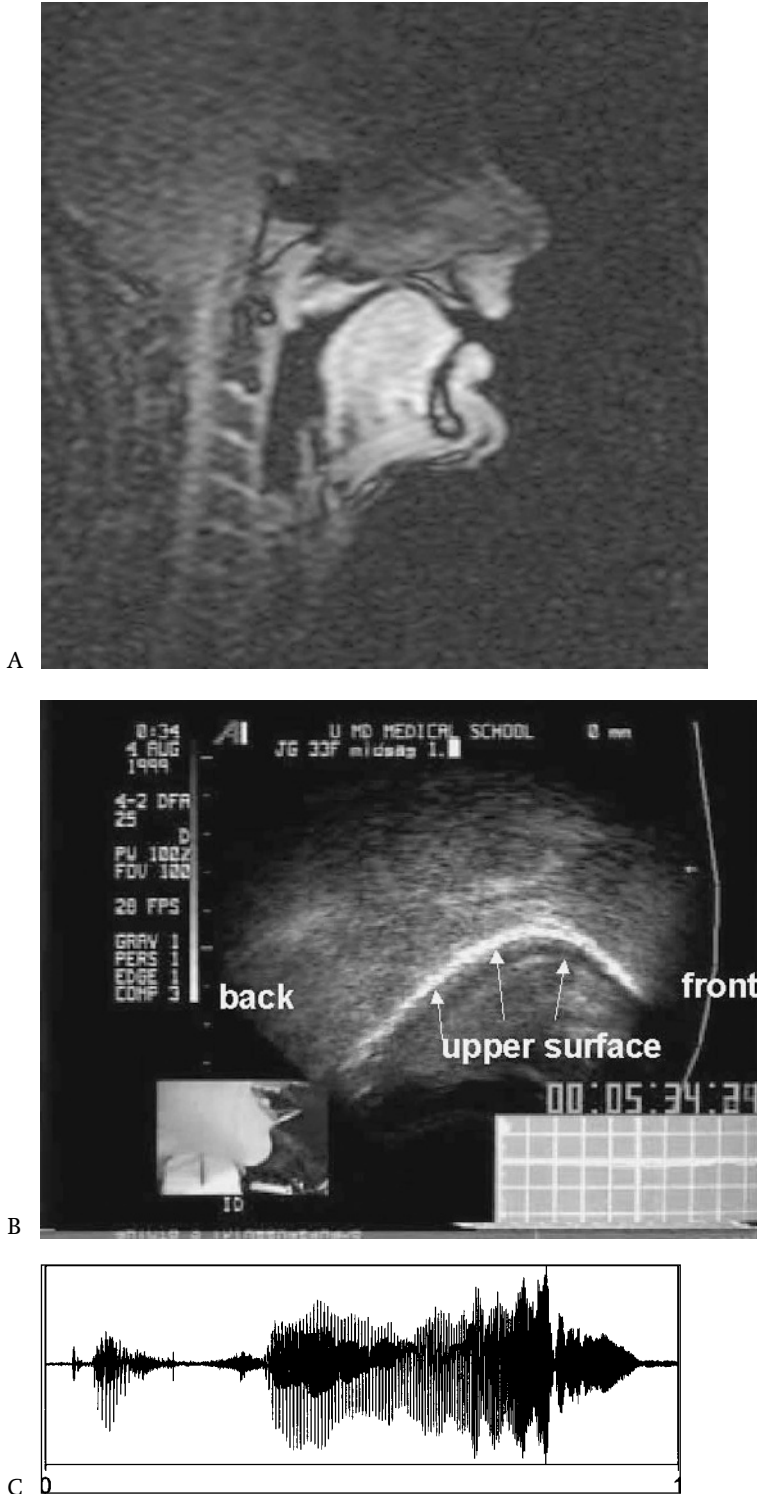 A
0:34
4 AUG
1999
U MD MEDICAL SCHOOL 0 mm
JG 33F midsag 1.
4-2 DFA
25
D
PW 100%
FOV 100
28 FPS
GRAV 1
PERS 1
EDGE 1
COMP 3
back
front
upper surface
00:05:34:29
ID
B
C
0 1